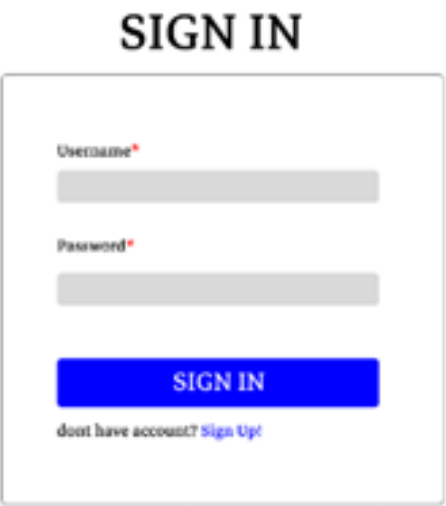 SIGN IN
Username*
Password*
SIGN IN
dont have account? Sign Up!